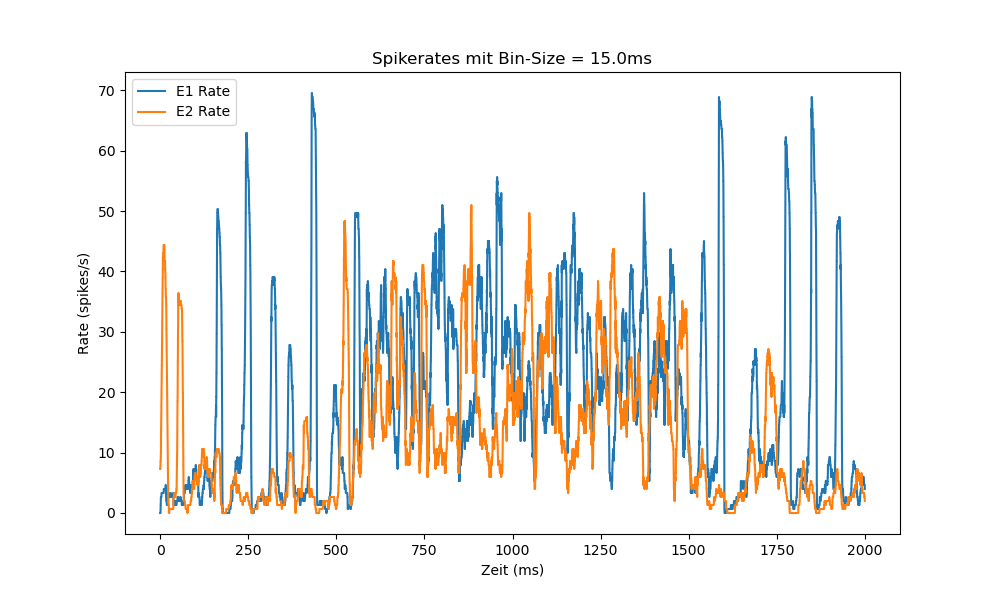 Spikerates mit Bin-Size = 15.0ms
E1 Rate
E2 Rate
Rate (spikes/s)
70
60
50
40
30
20
10
0
0 250 500 750 1000 1250 1500 1750 2000
Zeit (ms)